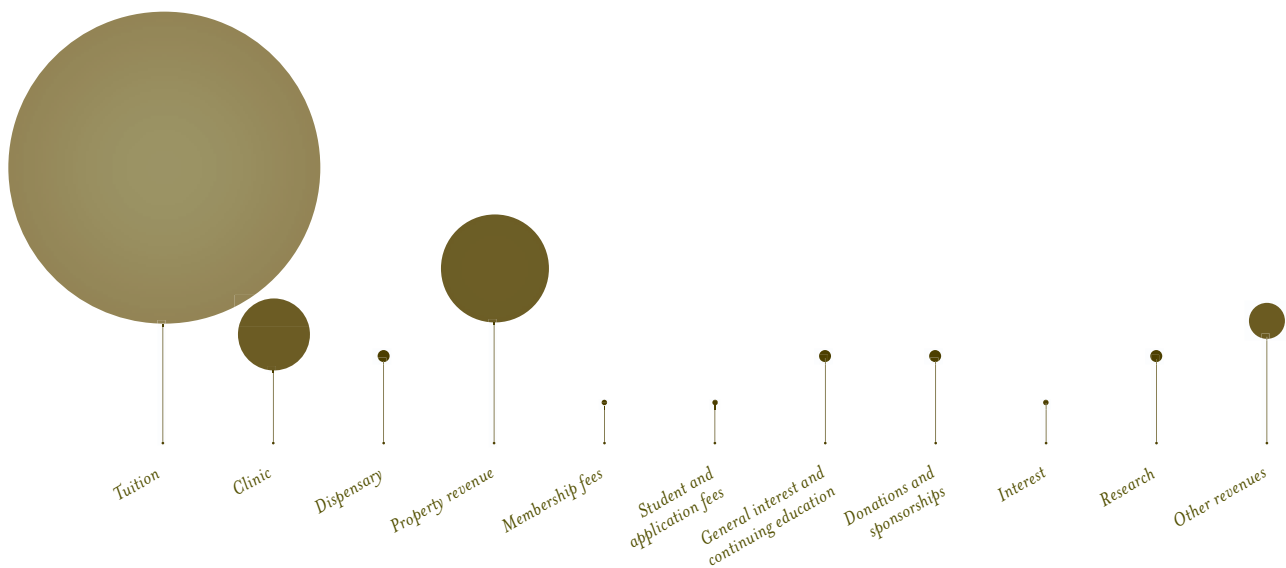 Tuition
Clinic
Dispensary
Property revenue
Membership fees
Student and
application fees
General interest and
continuing education
Donations and
sponsorships
Interest
Research
Other revenues